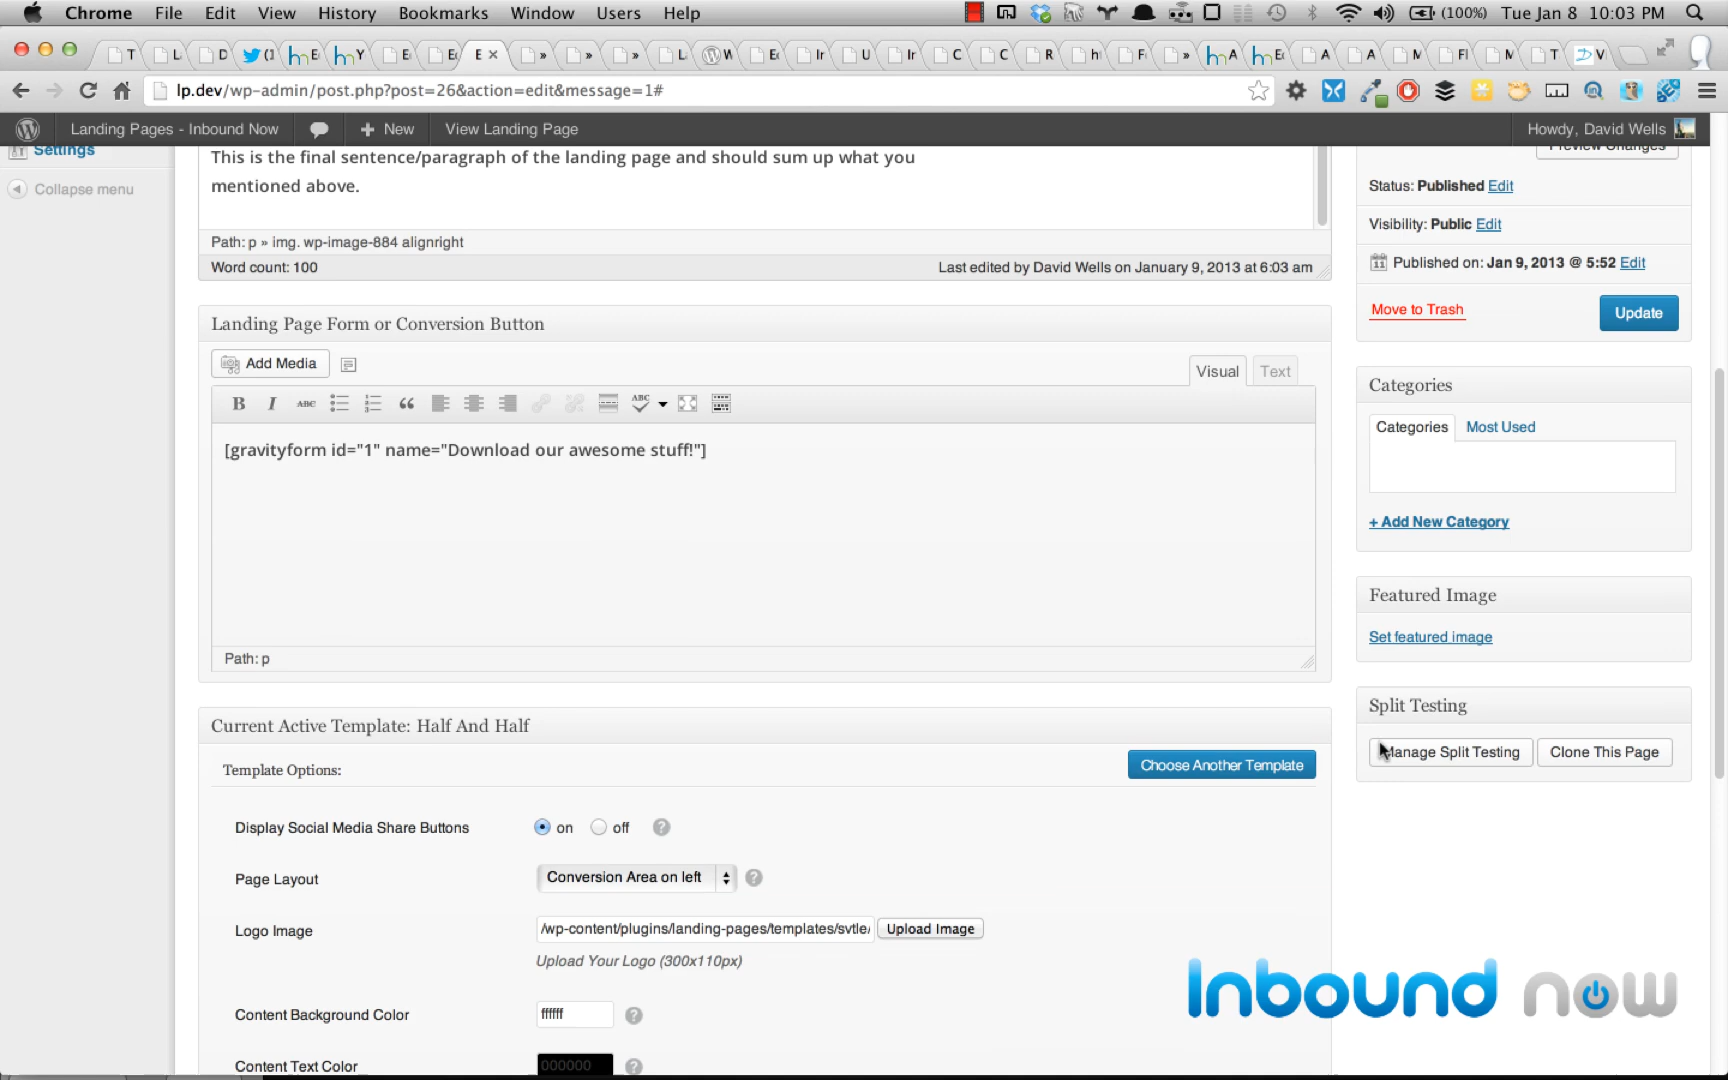 Chrome File Edit View History Bookmarks Window Users Help (100%) Tue Jan 8 10:03 PM
T L D (1 E Y E E E × » » » L W E Ir U Ir C C R h F » A E A A M Fl M T V
lp.dev/wp-admin/post.php?post=26&action=edit&message=1#
Landing Pages - Inbound Now + New View Landing Page Howdy, David Wells
Settings
Collapse menu
This is the final sentence/paragraph of the landing page and should sum up what you
mentioned above.
Path: p » img. wp-image-884 alignright
Word count: 100 Last edited by David Wells on January 9, 2013 at 6:03 am
Preview Changes
Status: Published Edit
Visibility: Public Edit
11 Published on: Jan 9, 2013 @ 5:52 Edit
Move to Trash Update
Landing Page Form or Conversion Button
Add Media
Visual Text
B I ABC ABC
[gravityform id="1" name="Download our awesome stuff!"]
Path: p
Categories
Categories Most Used
+ Add New Category
Featured Image
Set featured image
Split Testing
Manage Split Testing Clone This Page
Current Active Template: Half And Half
Template Options: Choose Another Template
Display Social Media Share Buttons on off ?
Page Layout Conversion Area on left ?
Logo Image /wp-content/plugins/landing-pages/templates/svtle/ Upload Image
Upload Your Logo (300x110px)
Content Background Color ffffff ?
Content Text Color 000000 ?
Inbound now